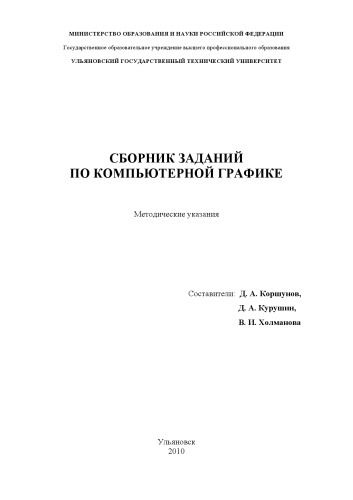 МИНИСТЕРСТВО ОБРАЗОВАНИЯ И НАУКИ РОССИЙСКОЙ ФЕДЕРАЦИИ
Государственное образовательное учреждение высшего профессионального образования
УЛЬЯНОВСКИЙ ГОСУДАРСТВЕННЫЙ ТЕХНИЧЕСКИЙ УНИВЕРСИТЕТ
СБОРНИК ЗАДАНИЙ
ПО КОМПЬЮТЕРНОЙ ГРАФИКЕ
Методические указания
Составители: Д. А. Коршунов,
Д. А. Курушин,
В. И. Холманова
Ульяновск
2010